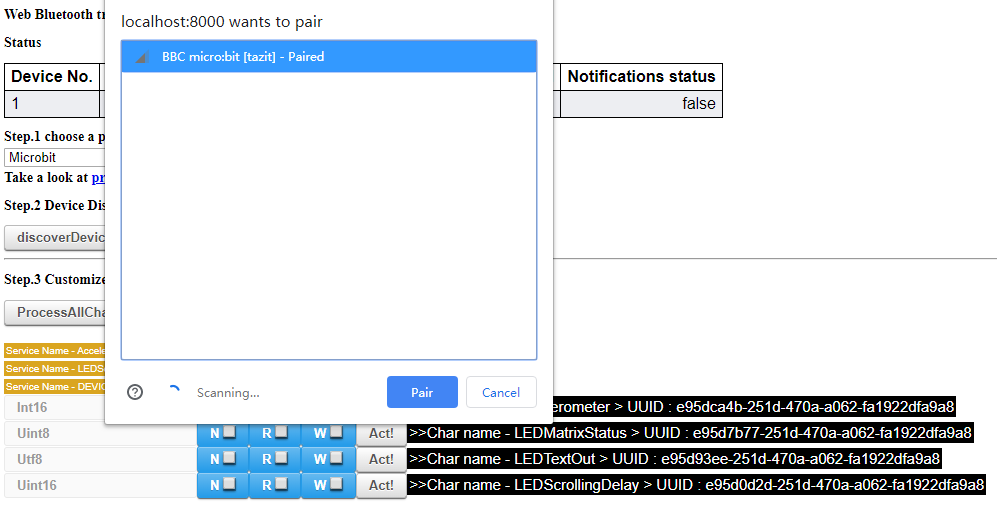 Web Bluetooth tr
localhost:8000 wants to pair
BBC micro:bit [tazit] - Paired
Status
Device No. Notifications status
1 false
Step.1 choose a p
Microbit
Take a look at pr
Step.2 Device Dis
discoverDevic
Step.3 Customize
ProcessAllCha
Service Name - Accele
Service Name - LEDSe
Service Name - DEVIC
Scanning...
Pair
Cancel
Int16 erometer > UUID : e95dca4b-251d-470a-a062-fa1922dfa9a8
Uint8 N R W Act! >>Char name - LEDMatrixStatus > UUID : e95d7b77-251d-470a-a062-fa1922dfa9a8
Utf8 N R W Act! >>Char name - LEDTextOut > UUID : e95d93ee-251d-470a-a062-fa1922dfa9a8
Uint16 N R W Act! >>Char name - LEDScrollingDelay > UUID : e95d0d2d-251d-470a-a062-fa1922dfa9a8